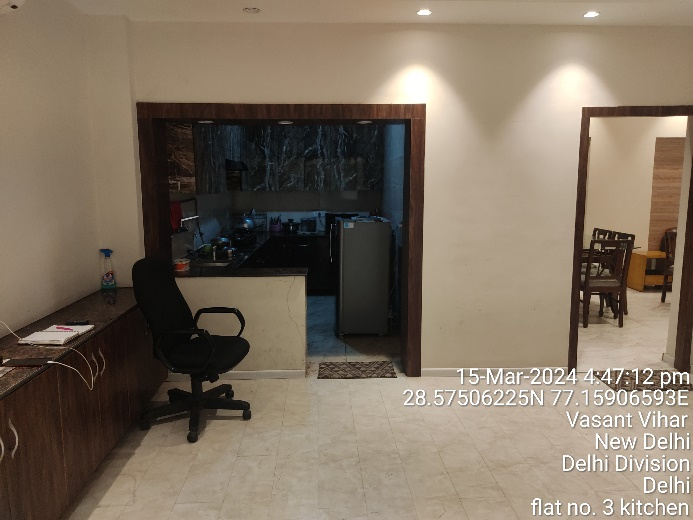 15-Mar-2024 4:47:12 pm
28.57506225N 77.15906593E
Vasant Vihar
New Delhi
Delhi Division
Delhi
flat no. 3 kitchen